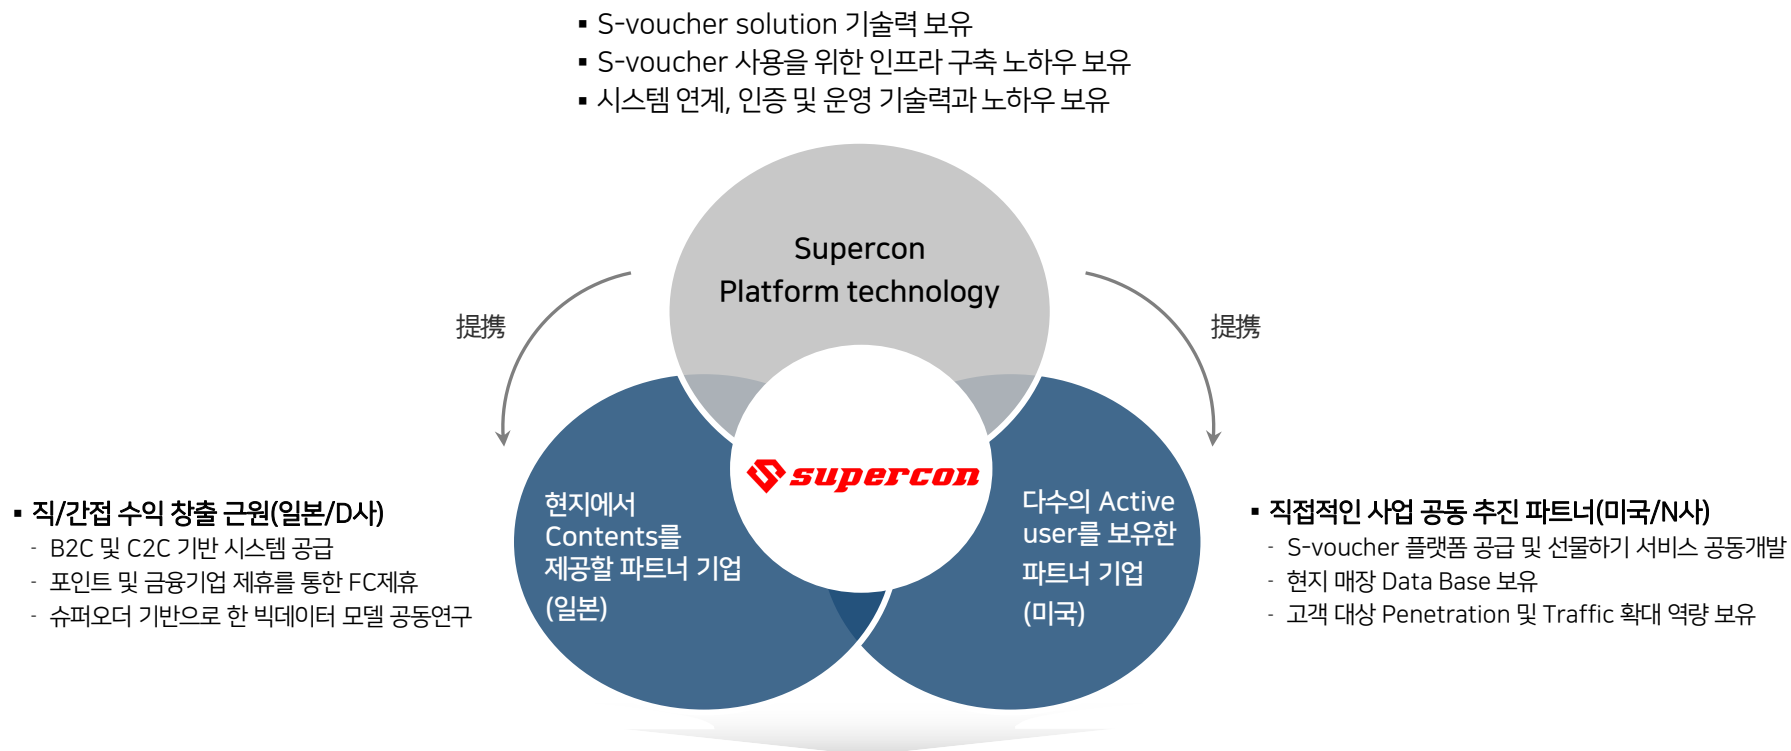 ▪ S-voucher solution 기술력 보유
▪ S-voucher 사용을 위한 인프라 구축 노하우 보유
▪ 시스템 연계, 인증 및 운영 기술력과 노하우 보유
Supercon
Platform technology
提携
提携
supercon
현지에서
Contents를
제공할 파트너 기업
(일본)
다수의 Active
user를 보유한
파트너 기업
(미국)
▪ 직/간접 수익 창출 근원(일본/D사)
- B2C 및 C2C 기반 시스템 공급
- 포인트 및 금융기업 제휴를 통한 FC제휴
- 슈퍼오더 기반으로 한 빅데이터 모델 공동연구
▪ 직접적인 사업 공동 추진 파트너(미국/N사)
- S-voucher 플랫폼 공급 및 선물하기 서비스 공동개발
- 현지 매장 Data Base 보유
- 고객 대상 Penetration 및 Traffic 확대 역량 보유